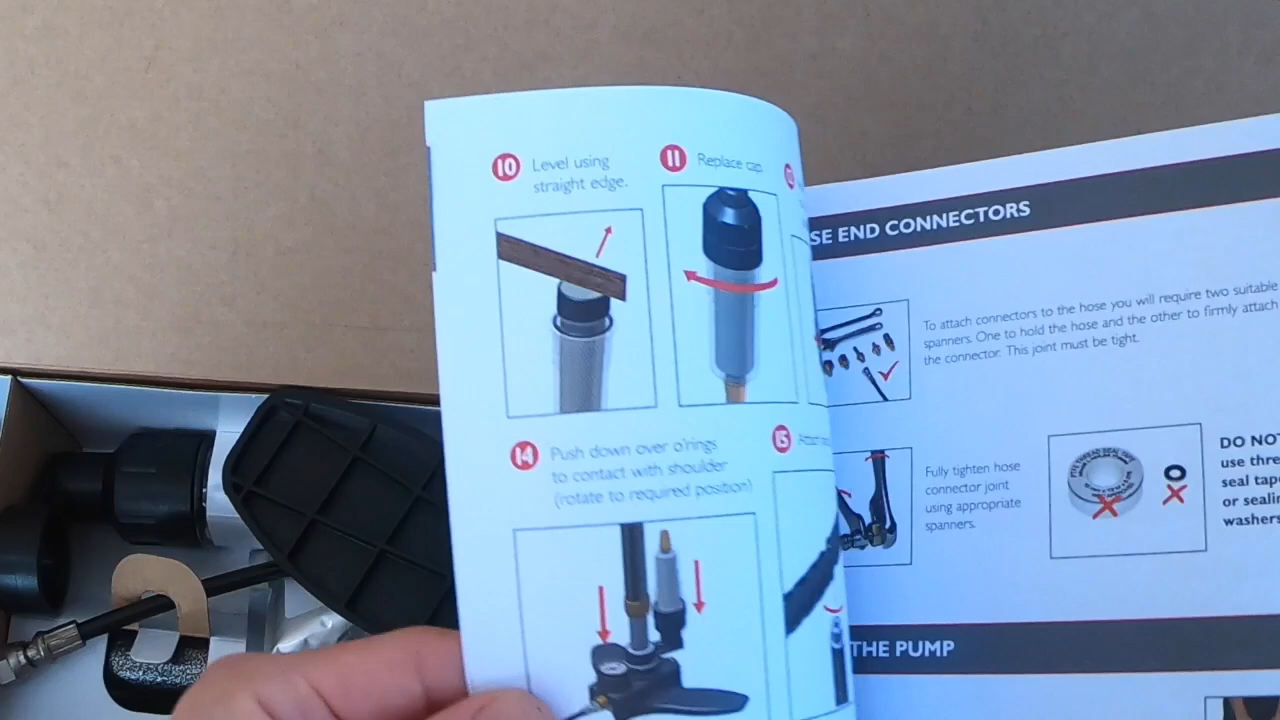 10 Level using
straight edge.
11 Replace cap.
14 Push down over o'rings
to contact with shoulder
(rotate to required position)
15
SE END CONNECTORS
To attach connectors to the hose you will require two suitable
spanners. One to hold the hose and the other to firmly attach
the connector. This joint must be tight.
Fully tighten hose
connector joint
using appropriate
spanners.
DO NOT
use thre
seal tape
or sealin
washers
THE PUMP